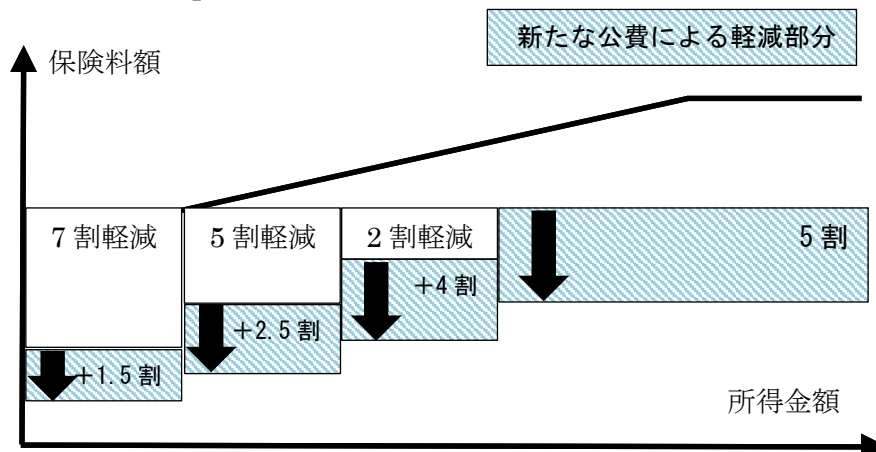 新たな公費による軽減部分
保険料額
7割軽減
5割軽減
2割軽減
5割
+4割
+2.5割
+1.5割
所得金額